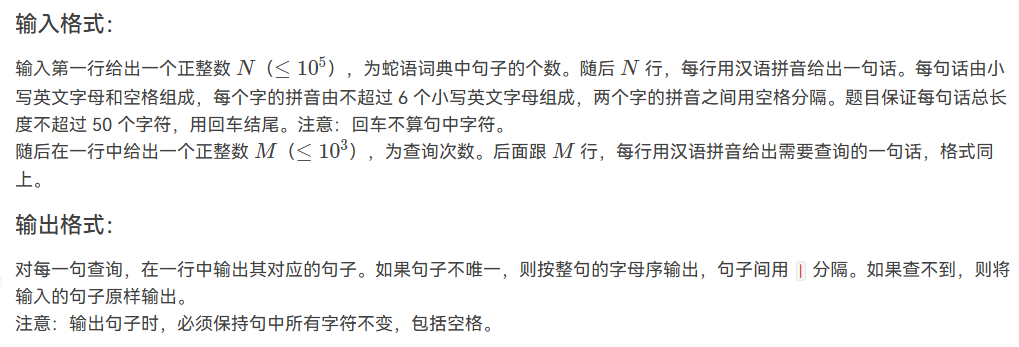 输入格式：
输入第一行给出一个正整数 N（≤ 10⁵），为蛇语词典中句子的个数。随后 N 行，每行用汉语拼音给出一句话。每句话由小
写英文字母和空格组成，每个字的拼音由不超过 6 个小写英文字母组成，两个字的拼音之间用空格分隔。题目保证每句话总长
度不超过 50 个字符，用回车结尾。注意：回车不算句中字符。
随后在一行中给出一个正整数 M（≤ 10³），为查询次数。后面跟 M 行，每行用汉语拼音给出需要查询的一句话，格式同
上。
输出格式：
对每一句查询，在一行中输出其对应的句子。如果句子不唯一，则按整句的字母序输出，句子间用 | 分隔。如果查不到，则将
输入的句子原样输出。
注意：输出句子时，必须保持句中所有字符不变，包括空格。